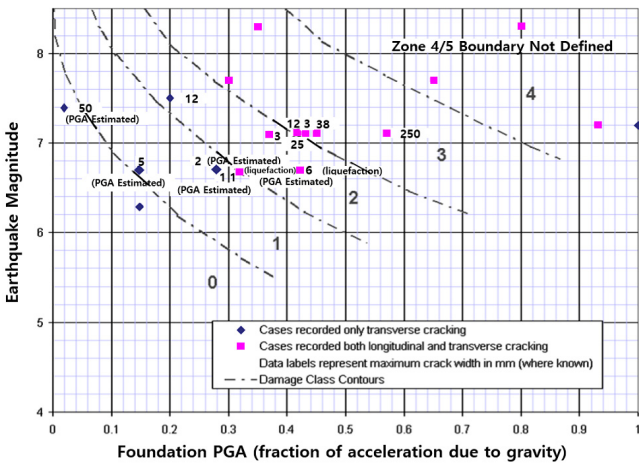 8
Zone 4/5 Boundary Not Defined
4
50
(PGA Estimated)
12
12 3 38
3
25
250
7
3
5
(PGA Estimated)
2 (PGA Estimated)
1 1
(liquefaction)
6 (liquefaction)
(PGA Estimated)
(PGA Estimated)
2
6
1
0
5
Cases recorded only transverse cracking
Cases recorded both longitudinal and transverse cracking
Data labels represent maximum crack width in mm (where known)
Damage Class Contours
4
0 0.1 0.2 0.3 0.4 0.5 0.6 0.7 0.8 0.9 1
Earthquake Magnitude
Foundation PGA (fraction of acceleration due to gravity)